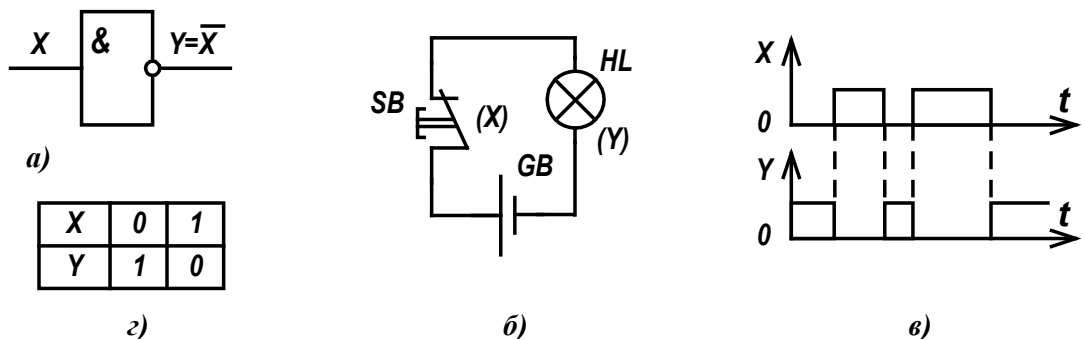 X & Y=X̅
а)
X 0 1
Y 1 0
г)
SB (X) HL (Y) GB
б)
X
0 t
Y
0 t
в)